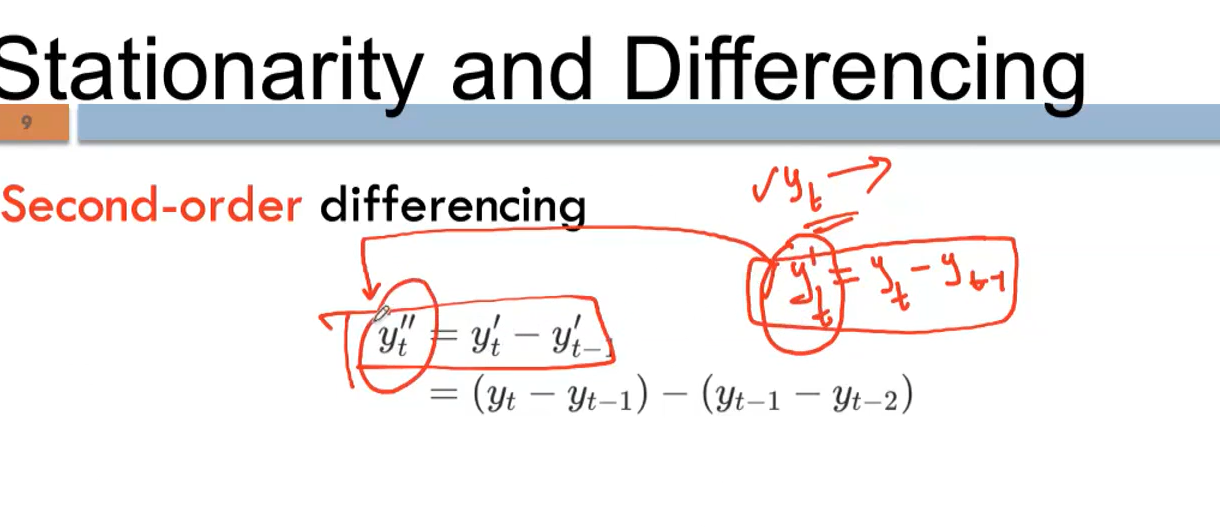 Stationarity and Differencing
9
Second-order differencing
√y_t →
y'_t = y_t − y_{t-1}
y''_t = y'_t − y'_{t−1}
= (y_t − y_{t−1}) − (y_{t−1} − y_{t−2})